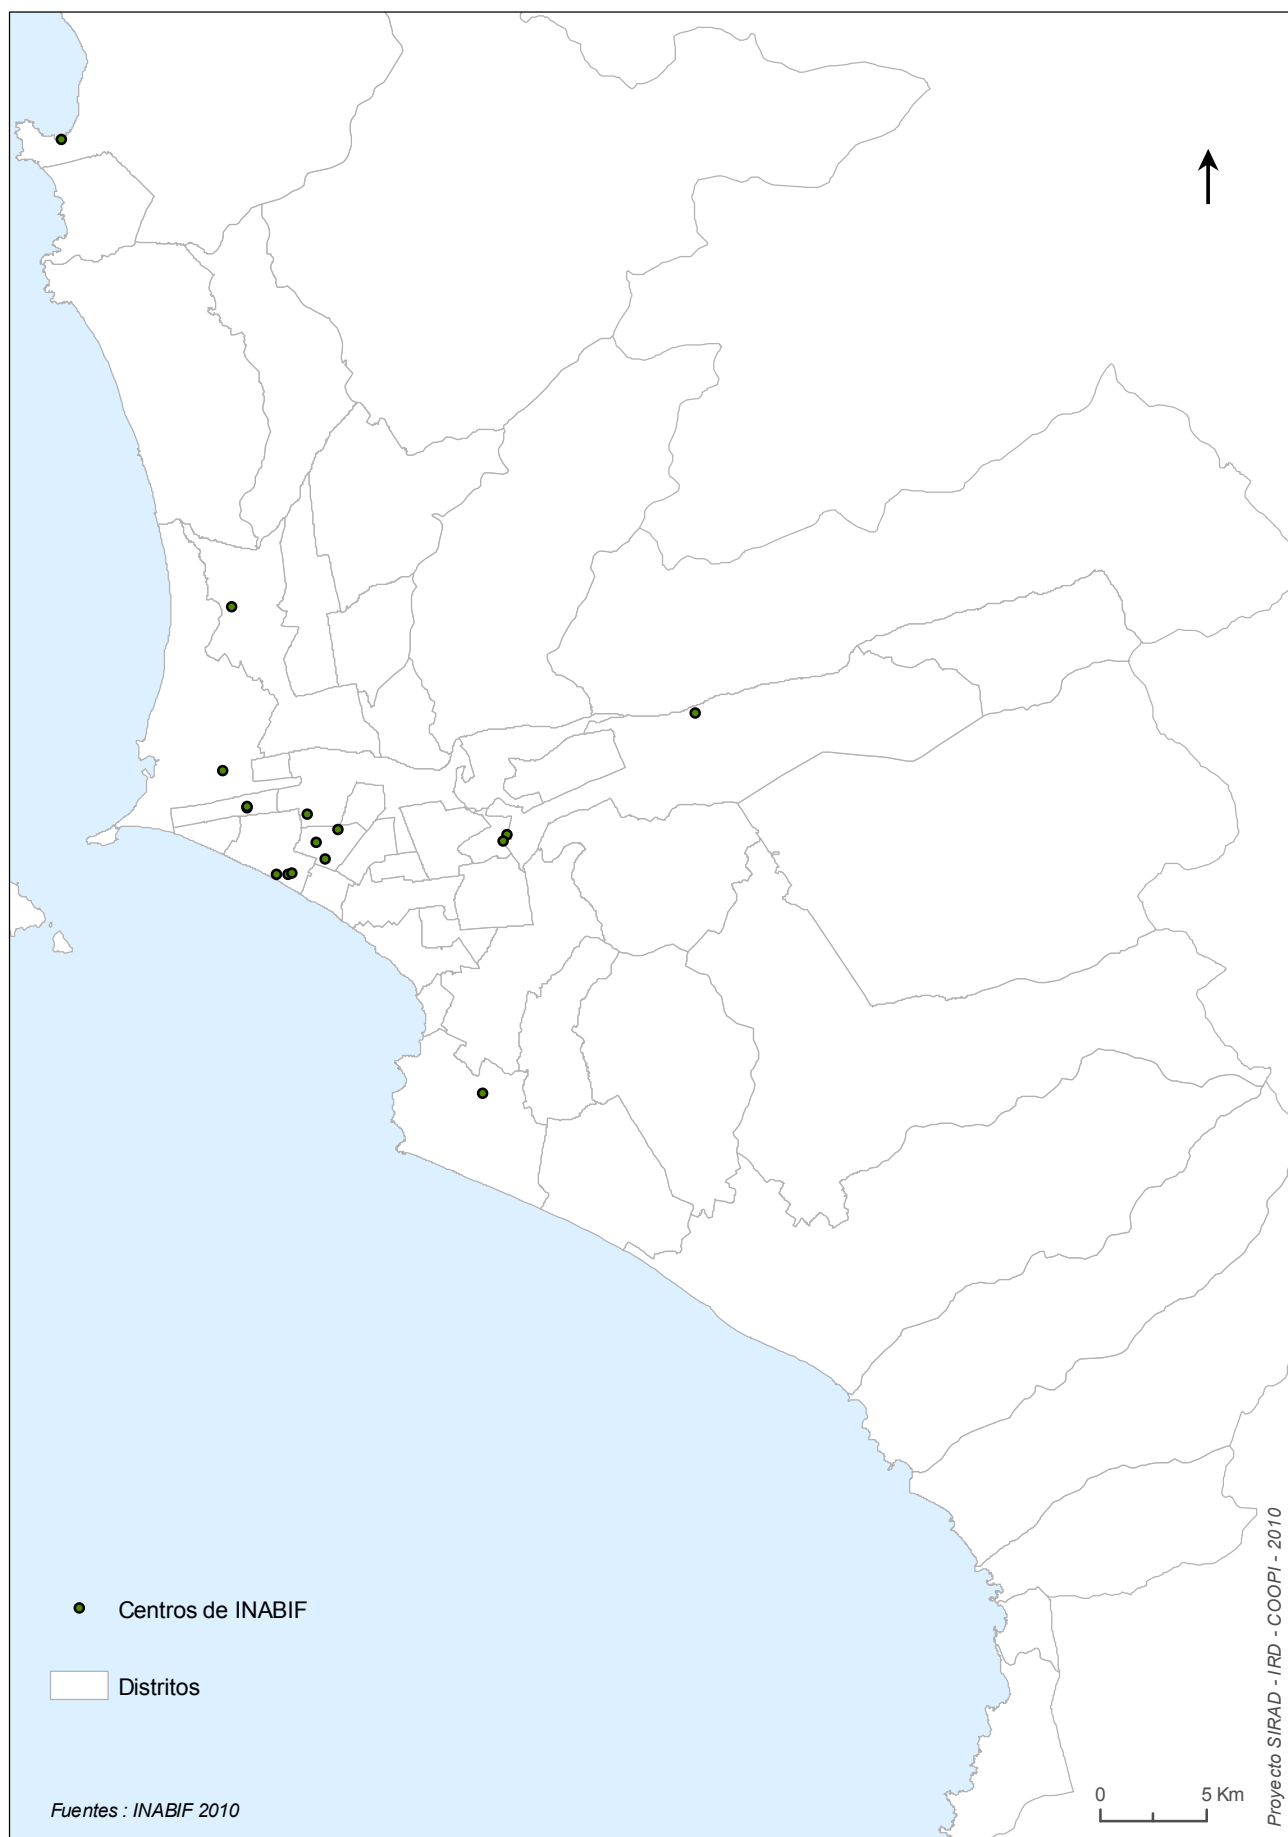 Centros de INABIF
Distritos
Fuentes : INABIF 2010
0 5 Km
Proyecto SIRAD - IRD - COOPI - 2010